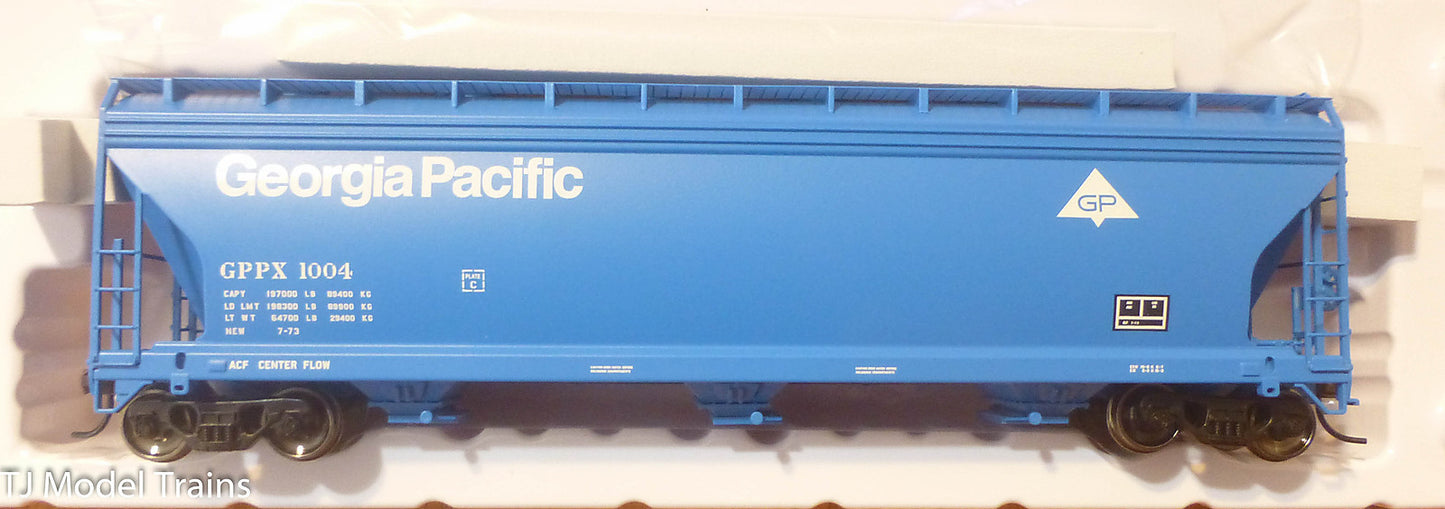 Georgia Pacific
GP
GPPX 1004
PLATE
C
CAPY 197000 LB 89400 KG
LD LMT 198300 LB 89900 KG
LT WT 64700 LB 29400 KG
NEW 7-73
ACF CENTER FLOW
TJ Model Trains